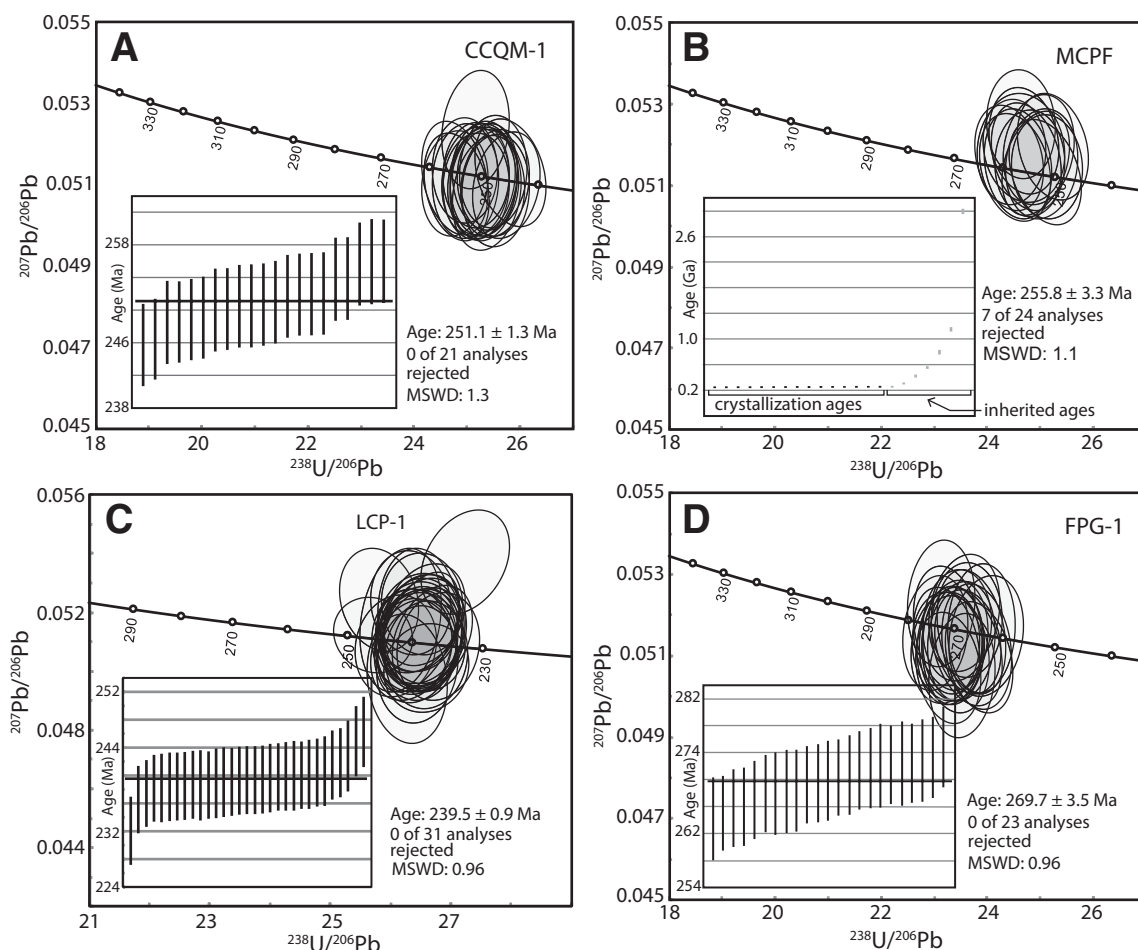 A
CCQM-1
0.055
0.053
0.051
0.049
0.047
0.045
207Pb/206Pb
330
310
290
270
250
258
246
238
Age (Ma)
Age: 251.1 ± 1.3 Ma
0 of 21 analyses
rejected
MSWD: 1.3
18 20 22 24 26
238U/206Pb
B
MCPF
0.055
0.053
0.051
0.049
0.047
0.045
207Pb/206Pb
330
310
290
270
250
2.6
1.0
0.2
Age (Ga)
crystallization ages
inherited ages
Age: 255.8 ± 3.3 Ma
7 of 24 analyses
rejected
MSWD: 1.1
18 20 22 24 26
238U/206Pb
C
LCP-1
0.056
0.052
0.048
0.044
207Pb/206Pb
290
270
250
230
252
244
232
224
Age (Ma)
Age: 239.5 ± 0.9 Ma
0 of 31 analyses
rejected
MSWD: 0.96
21 23 25 27
238U/206Pb
D
FPG-1
0.055
0.053
0.051
0.049
0.047
0.045
207Pb/206Pb
330
310
290
270
250
282
274
262
254
Age (Ma)
Age: 269.7 ± 3.5 Ma
0 of 23 analyses
rejected
MSWD: 0.96
18 20 22 24 26
238U/206Pb